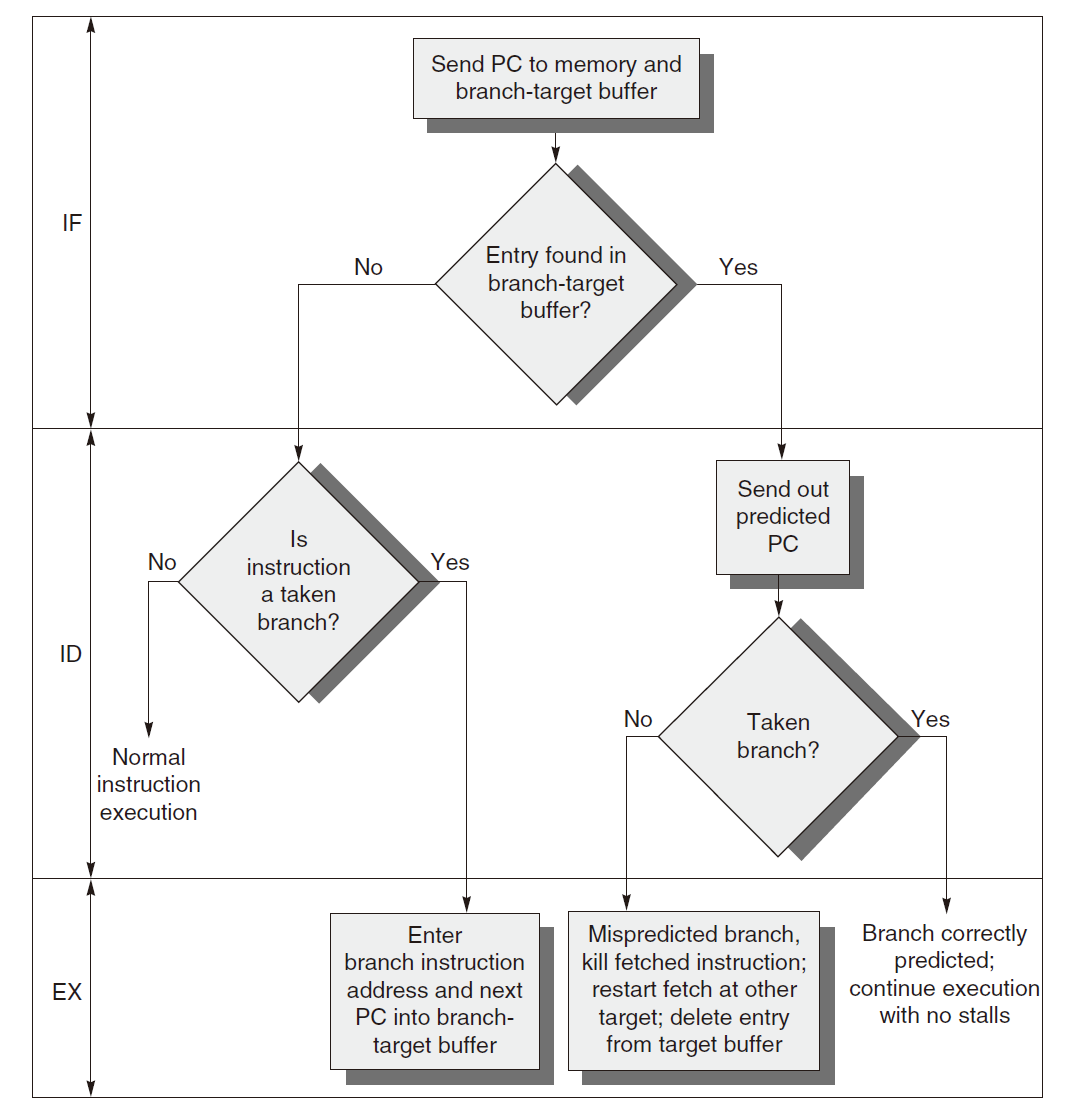 Send PC to memory and
branch-target buffer
IF
Entry found in
branch-target
buffer?
No
Yes
ID
Is
instruction
a taken
branch?
No
Yes
Normal
instruction
execution
Send out
predicted
PC
Taken
branch?
No
Yes
EX
Enter
branch instruction
address and next
PC into branch-
target buffer
Mispredicted branch,
kill fetched instruction;
restart fetch at other
target; delete entry
from target buffer
Branch correctly
predicted;
continue execution
with no stalls